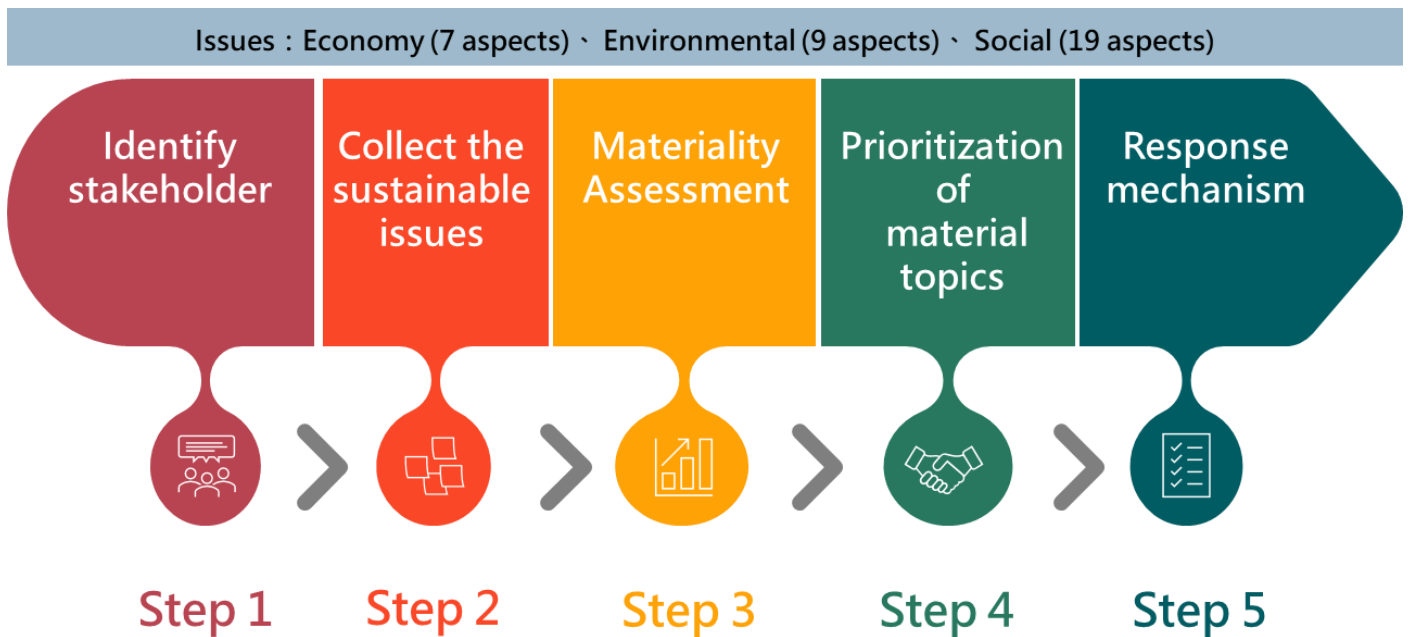 Issues：Economy (7 aspects)、 Environmental (9 aspects)、 Social (19 aspects)
Identify
stakeholder
Collect the
sustainable
issues
Materiality
Assessment
Prioritization
of
material
topics
Response
mechanism
Step 1
Step 2
Step 3
Step 4
Step 5